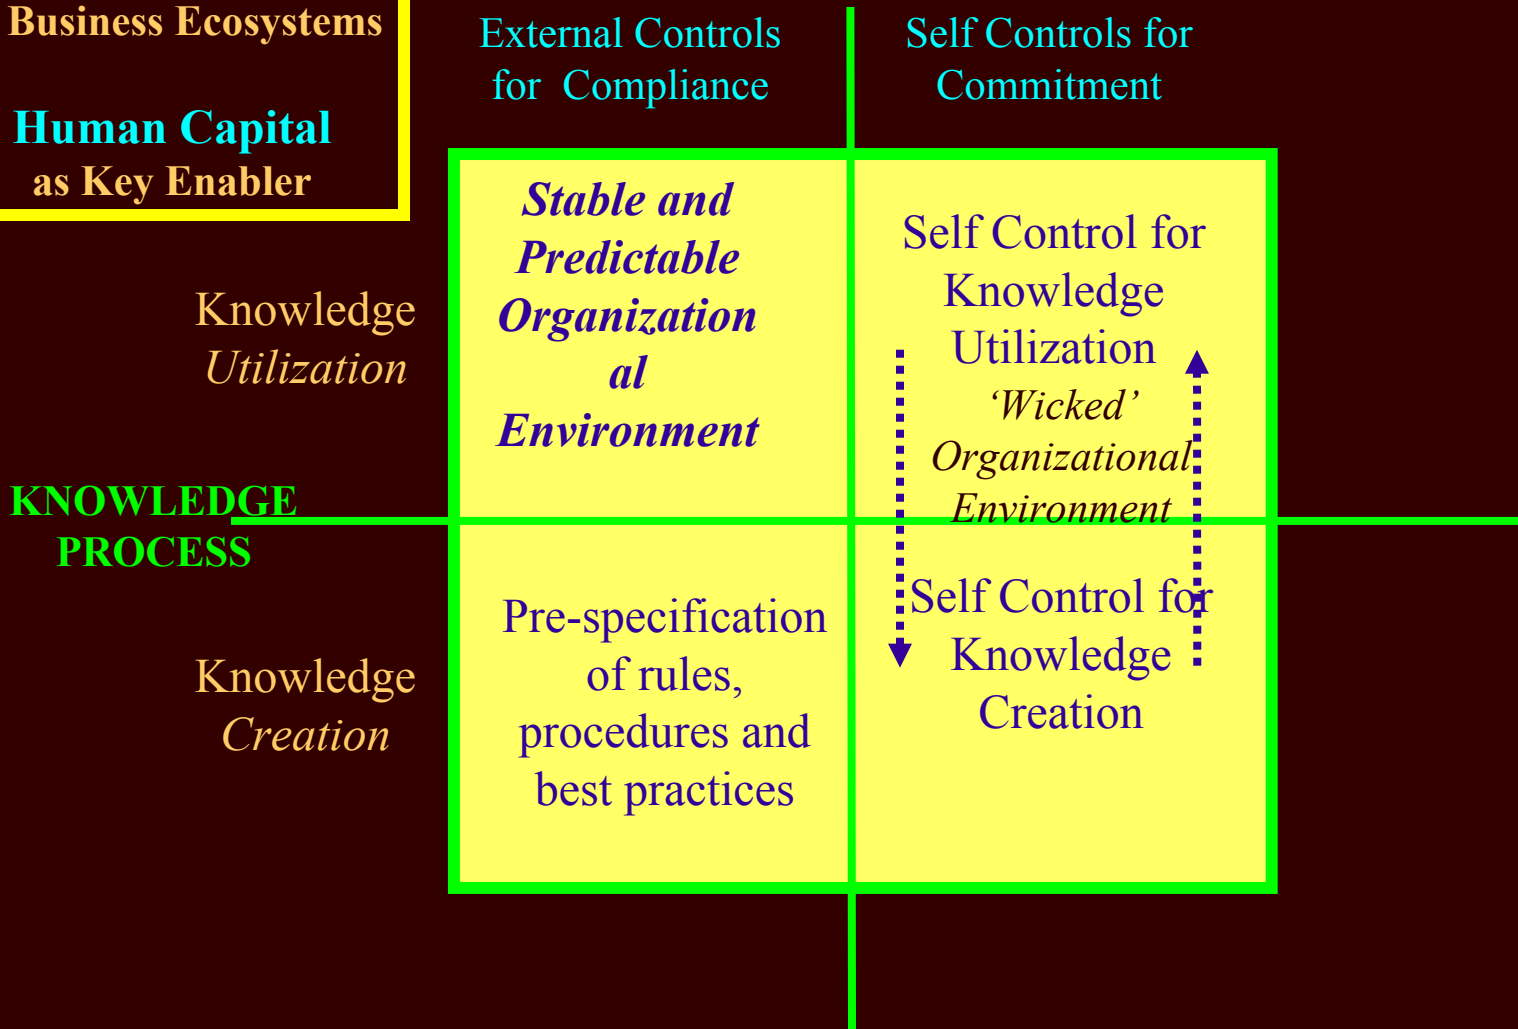 Business Ecosystems
Human Capital
as Key Enabler
External Controls
for Compliance
Self Controls for
Commitment
Knowledge
Utilization
Stable and
Predictable
Organization
al
Environment
Self Control for
Knowledge
Utilization
‘Wicked’
Organizational
Environment
KNOWLEDGE
PROCESS
Knowledge
Creation
Pre-specification
of rules,
procedures and
best practices
Self Control for
Knowledge
Creation